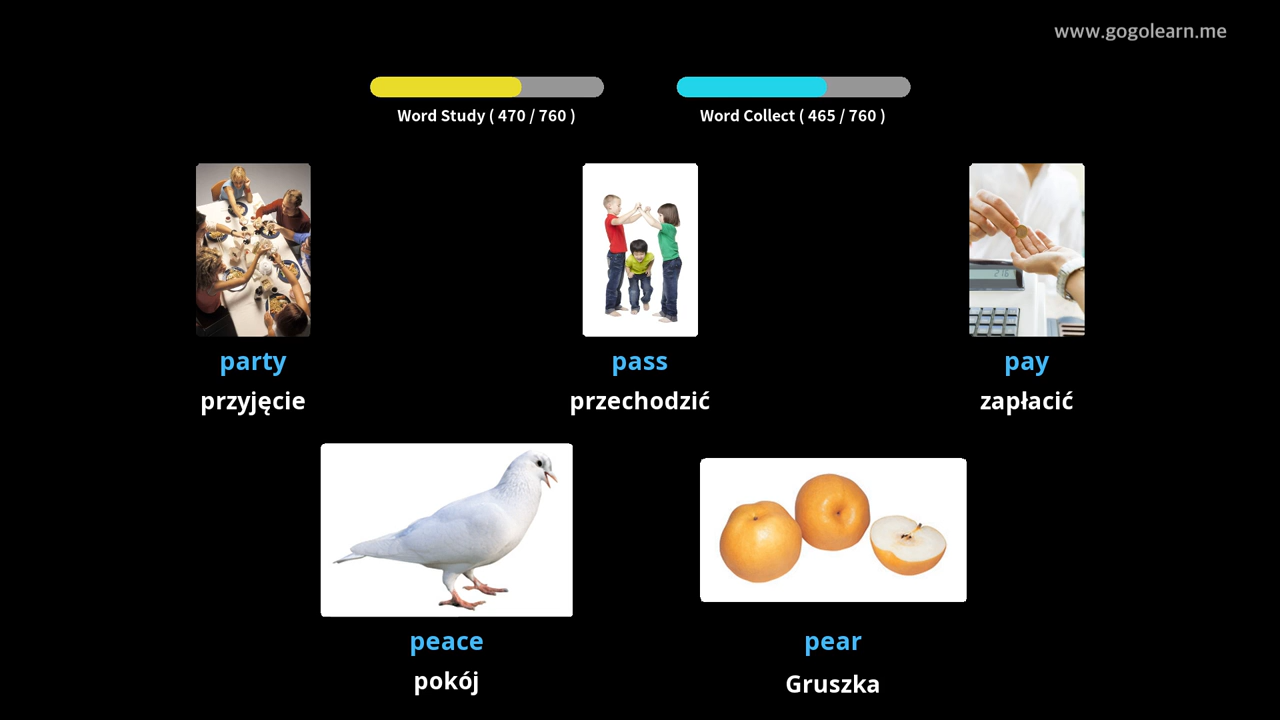 www.gogolearn.me
Word Study ( 470 / 760 )
Word Collect ( 465 / 760 )
party
przyjęcie
pass
przechodzić
pay
zapłacić
peace
pokój
pear
Gruszka